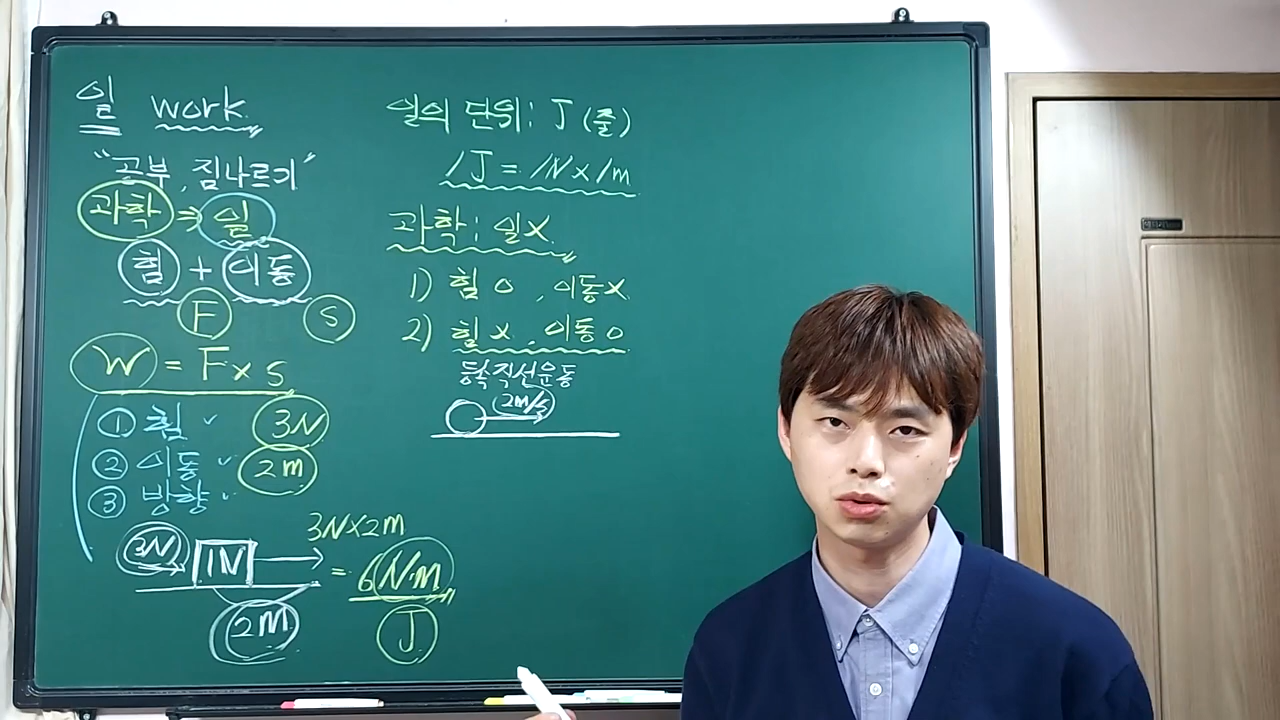 일 work
"공부, 짐나르기"
과학 ⇒ 일
힘 + 이동
F S
W = F × s
① 힘 ✓ 3N
② 이동 ✓ 2m
③ 방향 ✓
3N 1N
2m
3N×2m
= 6N·m
J
일의 단위: J (줄)
1J = 1N×1m
과학: 일X
1) 힘 O, 이동X
2) 힘 X, 이동 O
등속직선운동
2m/s